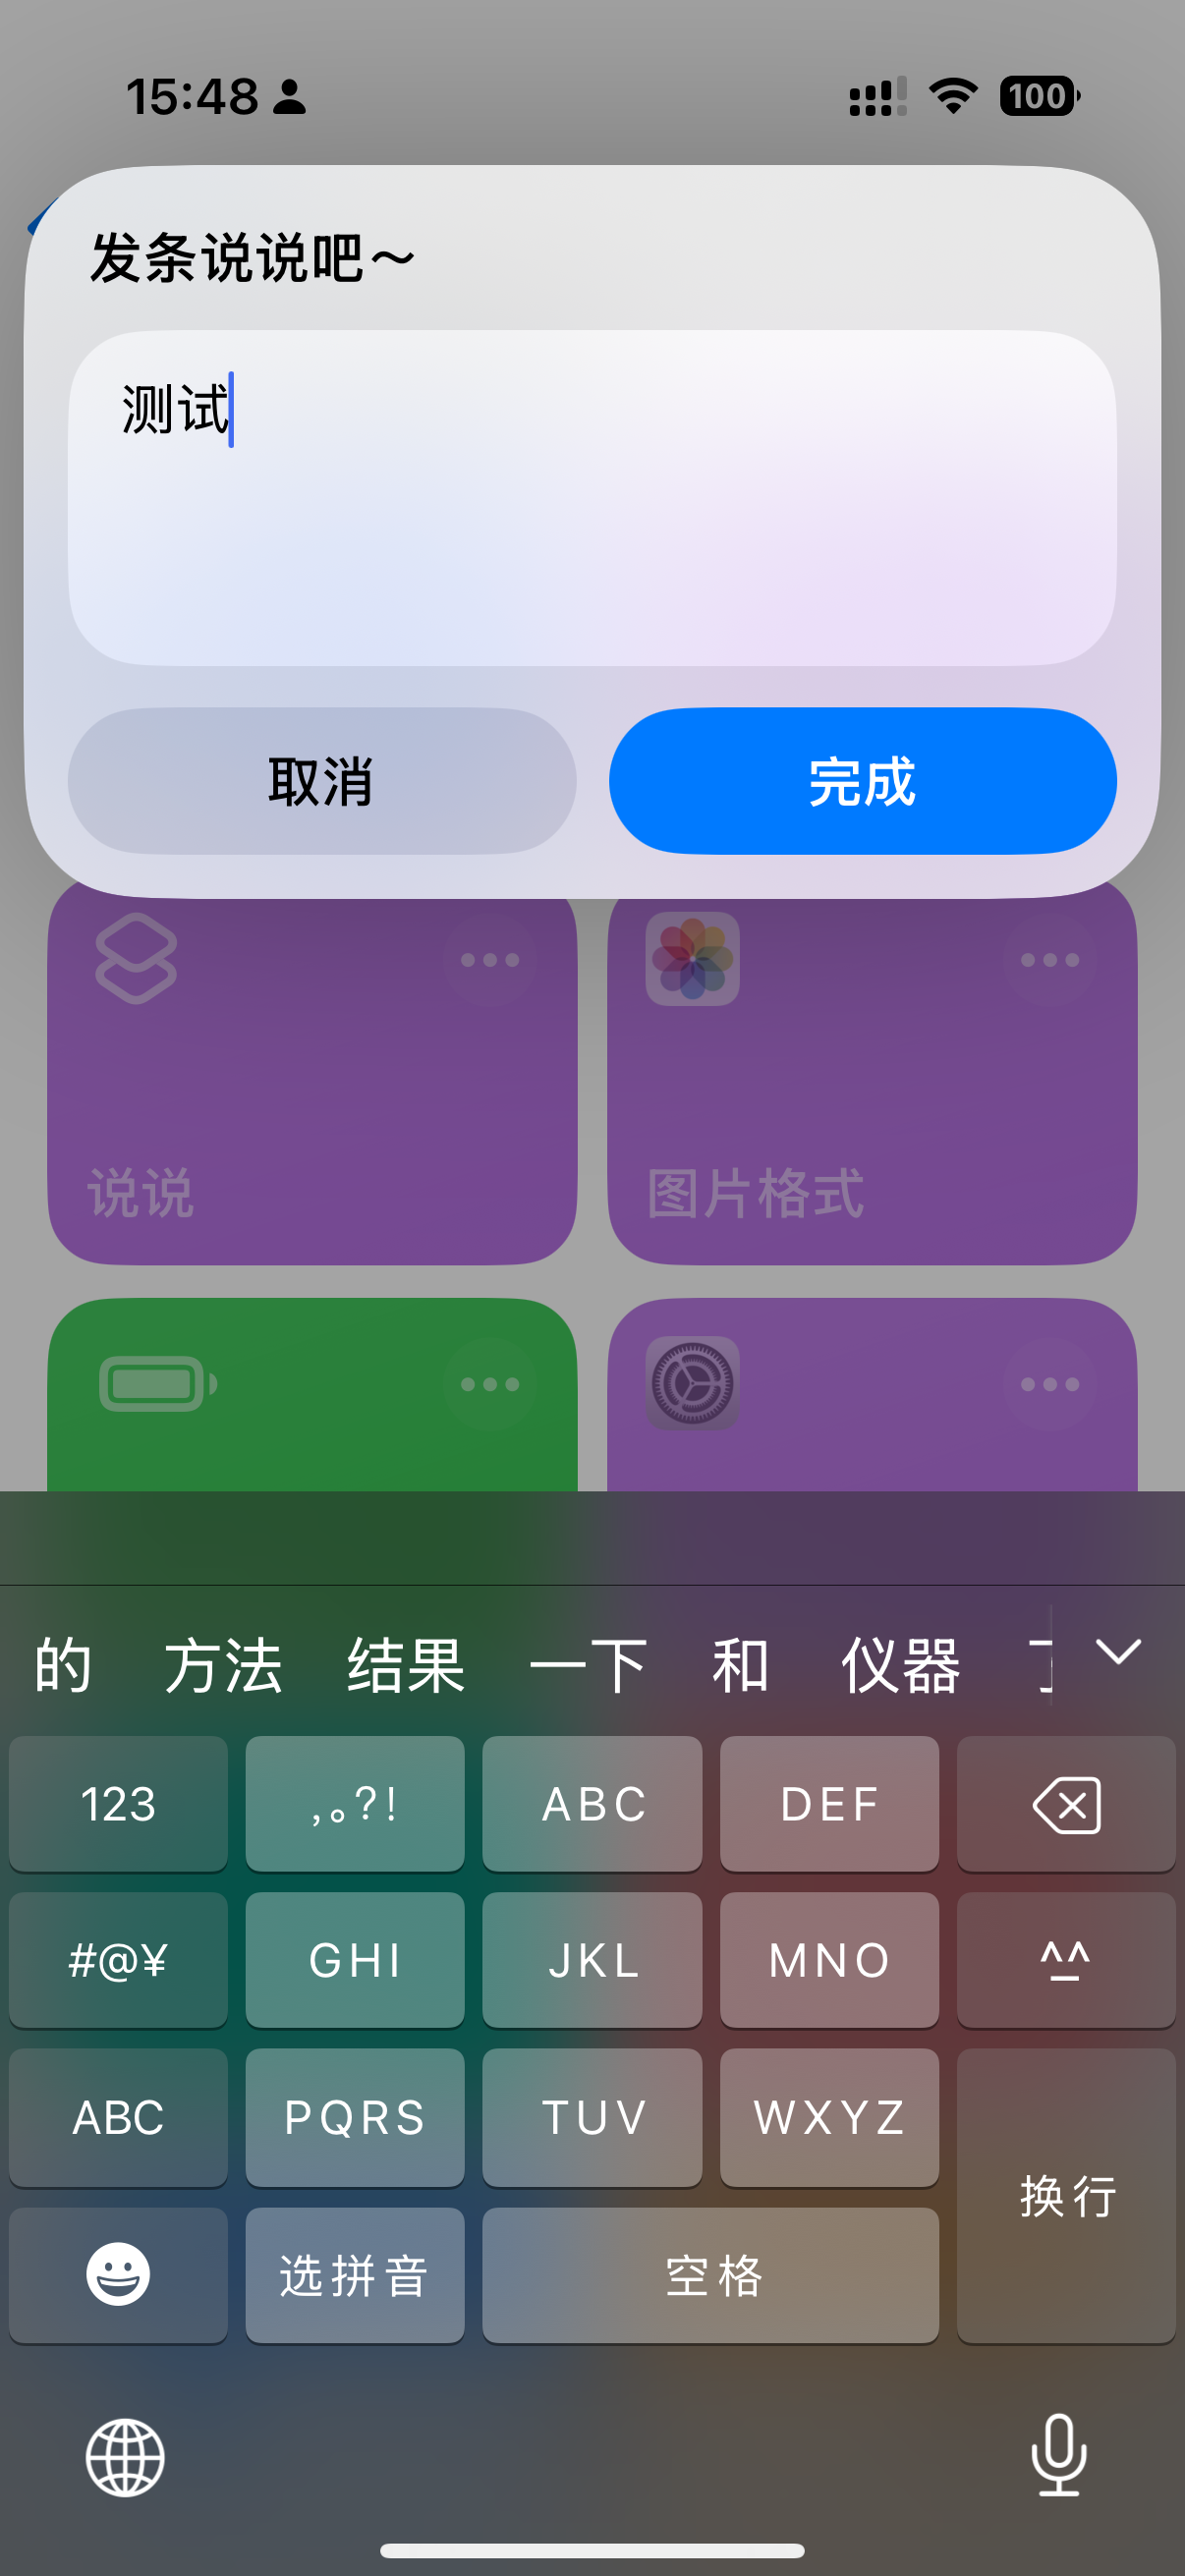 15:48
100
发条说说吧～
测试
取消 完成
说说 图片格式
的 方法 结果 一下 和 仪器
123 ,。?! ABC DEF
#@¥ GHI JKL MNO ^^
ABC PQRS TUV WXYZ
换行
选拼音 空格